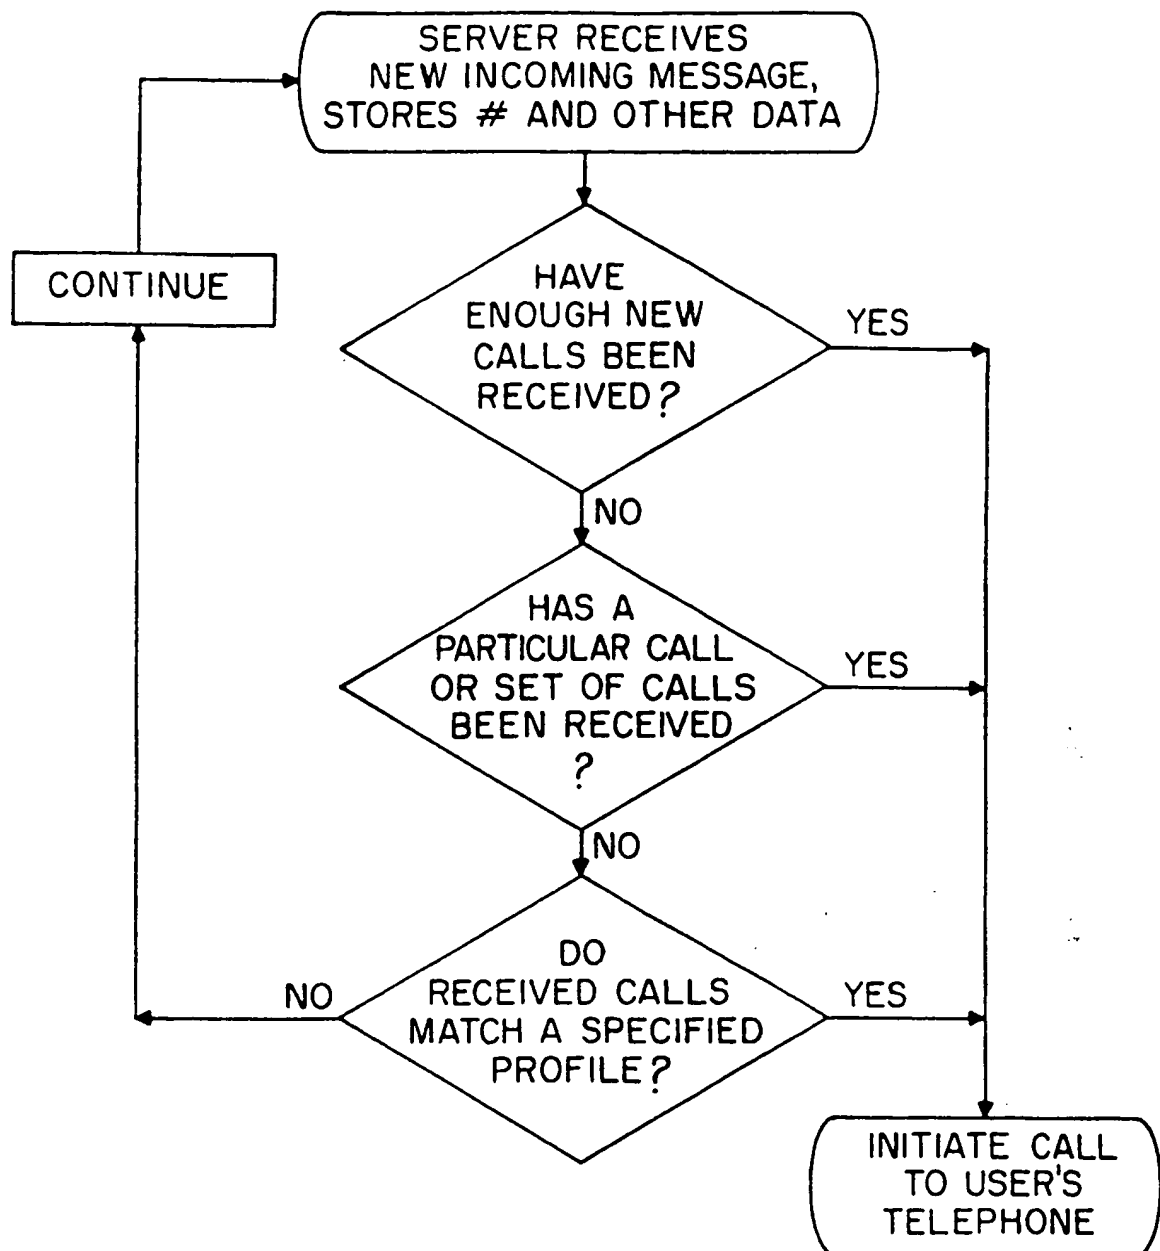 SERVER RECEIVES
NEW INCOMING MESSAGE,
STORES # AND OTHER DATA
CONTINUE
HAVE
ENOUGH NEW
CALLS BEEN
RECEIVED?
YES
NO
HAS A
PARTICULAR CALL
OR SET OF CALLS
BEEN RECEIVED
?
YES
NO
DO
RECEIVED CALLS
MATCH A SPECIFIED
PROFILE?
NO
YES
INITIATE CALL
TO USER'S
TELEPHONE